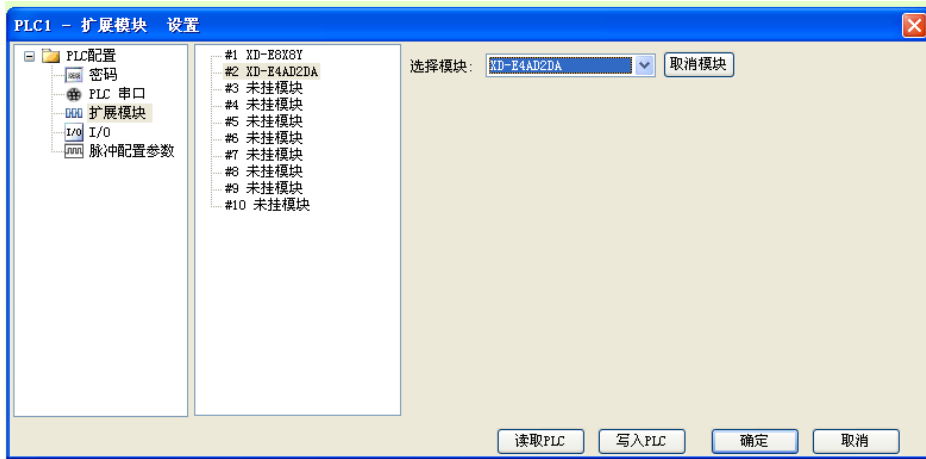 PLC1 - 扩展模块 设置
PLC配置
密码
PLC 串口
扩展模块
I/O I/O
脉冲配置参数
#1 XD-E8X8Y
#2 XD-E4AD2DA
#3 未挂模块
#4 未挂模块
#5 未挂模块
#6 未挂模块
#7 未挂模块
#8 未挂模块
#9 未挂模块
#10 未挂模块
选择模块: XD-E4AD2DA 取消模块
读取PLC 写入PLC 确定 取消